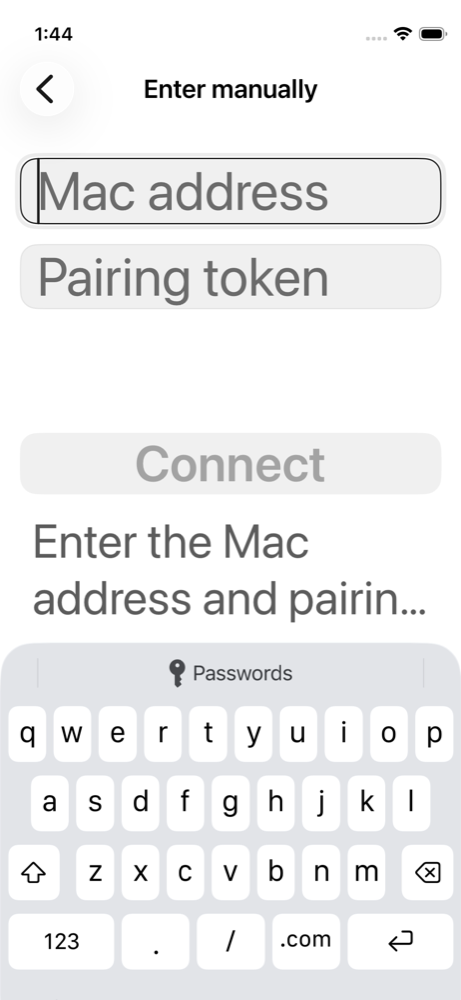 1:44
Enter manually
Mac address
Pairing token
Connect
Enter the Mac
address and pairin...
Passwords
q w e r t y u i o p
a s d f g h j k l
z x c v b n m
123 . / .com